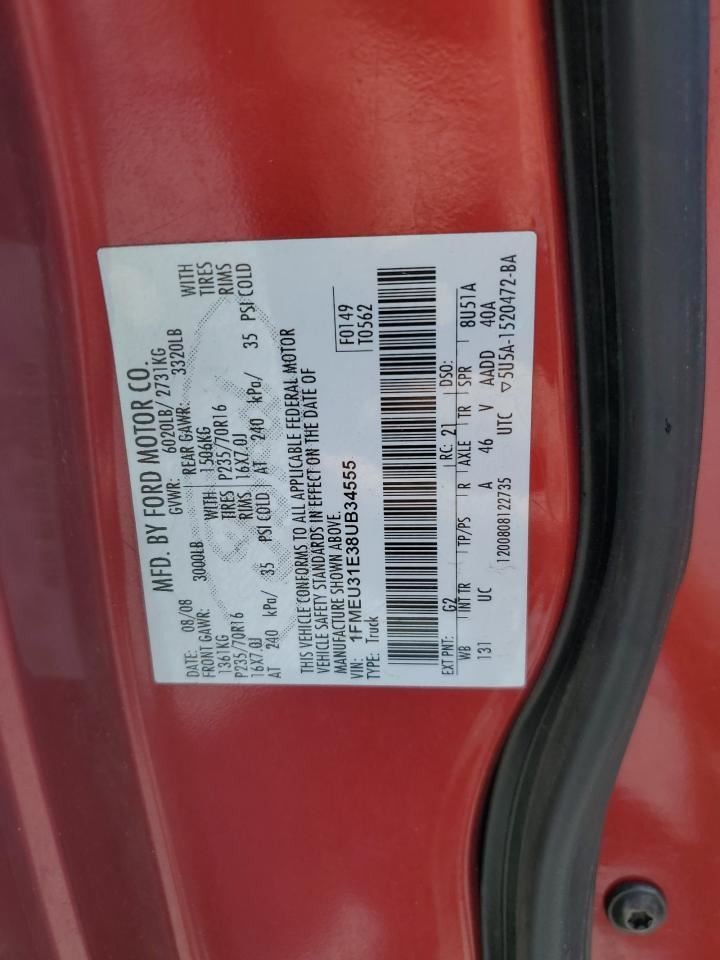 MFD. BY FORD MOTOR CO.
DATE: 08/08 GVWR: 6020LB/ 2731KG
FRONT GAWR: 3000LB REAR GAWR: 3320LB
1361KG WITH 1506KG WITH
P235/70R16 TIRES P235/70R16 TIRES
16X7.0J RIMS 16X7.0J RIMS
AT 240 kPa/ 35 PSI COLD AT 240 kPa/ 35 PSI COLD
THIS VEHICLE CONFORMS TO ALL APPLICABLE FEDERAL MOTOR
VEHICLE SAFETY STANDARDS IN EFFECT ON THE DATE OF
MANUFACTURE SHOWN ABOVE.
VIN: 1FMEU31E38UB34555 F0149
TYPE: Truck T0562
EXT PNT: G2 RC: 21 DSO:
WB INT TR TP/PS R AXLE TR SPR 8U51A
131 UC A 46 V AADD 40A
1200808122735 UTC ▽5U5A-1520472-BA